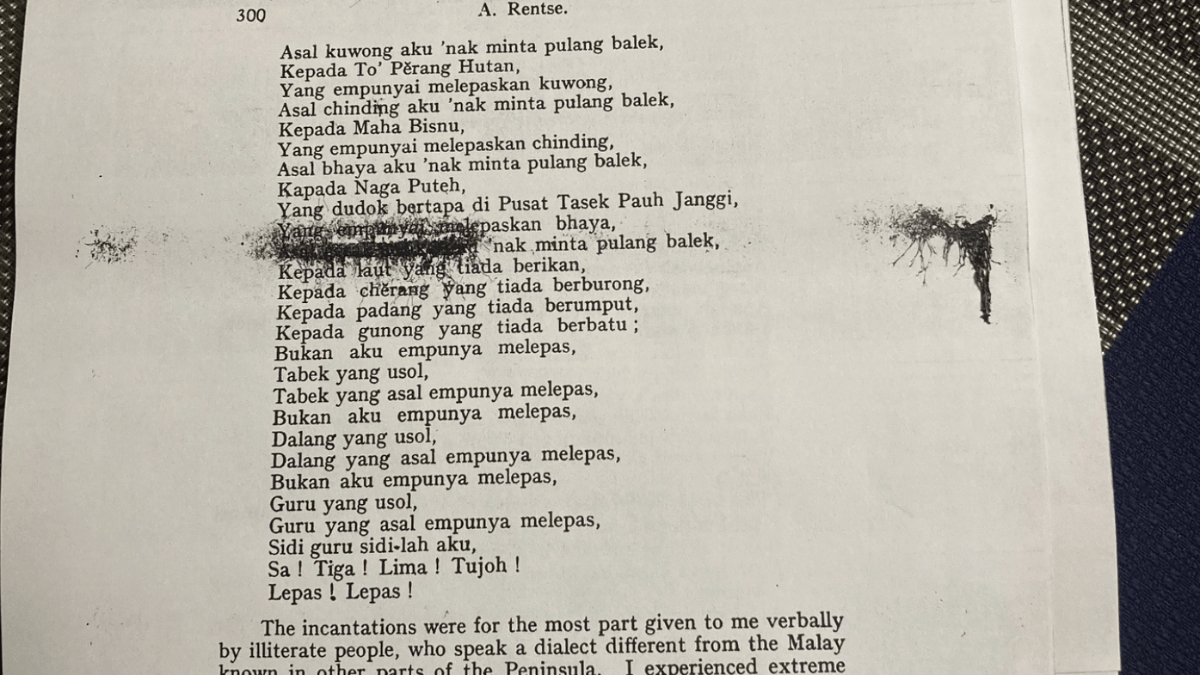 300
A. Rentse.
Asal kuwong aku 'nak minta pulang balek,
Kepada To' Pĕrang Hutan,
Yang empunyai melepaskan kuwong,
Asal chinding aku 'nak minta pulang balek,
Kepada Maha Bisnu,
Yang empunyai melepaskan chinding,
Asal bhaya aku 'nak minta pulang balek,
Kapada Naga Puteh,
Yang dudok bertapa di Pusat Tasek Pauh Janggi,
Yang empunyai melepaskan bhaya,
'nak minta pulang balek,
Kepada laut yang tiada berikan,
Kepada chĕrang yang tiada berburong,
Kepada padang yang tiada berumput,
Kepada gunong yang tiada berbatu ;
Bukan aku empunya melepas,
Tabek yang usol,
Tabek yang asal empunya melepas,
Bukan aku empunya melepas,
Dalang yang usol,
Dalang yang asal empunya melepas,
Bukan aku empunya melepas,
Guru yang usol,
Guru yang asal empunya melepas,
Sidi guru sidi-lah aku,
Sa ! Tiga ! Lima ! Tujoh !
Lepas ! Lepas !
The incantations were for the most part given to me verbally
by illiterate people, who speak a dialect different from the Malay
known in other parts of the Peninsula. I experienced extreme